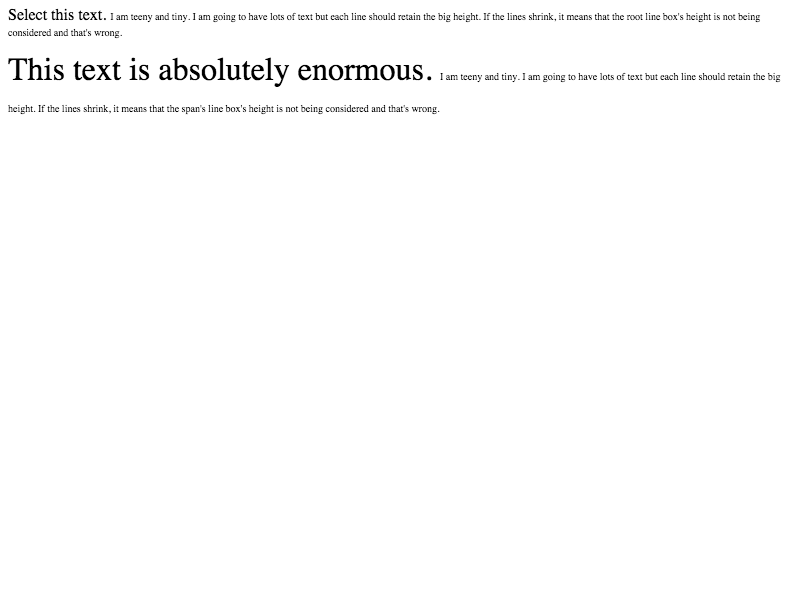 Select this text. I am teeny and tiny. I am going to have lots of text but each line should retain the big height. If the lines shrink, it means that the root line box's height is not being
considered and that's wrong.
This text is absolutely enormous. I am teeny and tiny. I am going to have lots of text but each line should retain the big
height. If the lines shrink, it means that the span's line box's height is not being considered and that's wrong.